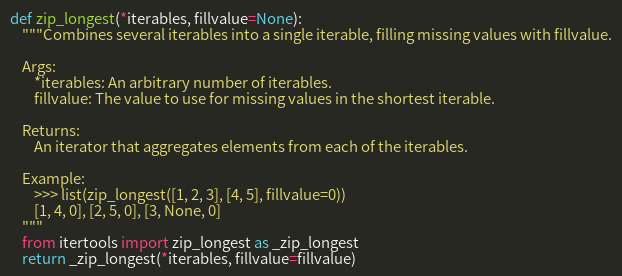 def zip_longest(*iterables, fillvalue=None):
"""Combines several iterables into a single iterable, filling missing values with fillvalue.
Args:
*iterables: An arbitrary number of iterables.
fillvalue: The value to use for missing values in the shortest iterable.
Returns:
An iterator that aggregates elements from each of the iterables.
Example:
>>> list(zip_longest([1, 2, 3], [4, 5], fillvalue=0))
[1, 4, 0], [2, 5, 0], [3, None, 0]
"""
from itertools import zip_longest as _zip_longest
return _zip_longest(*iterables, fillvalue=fillvalue)